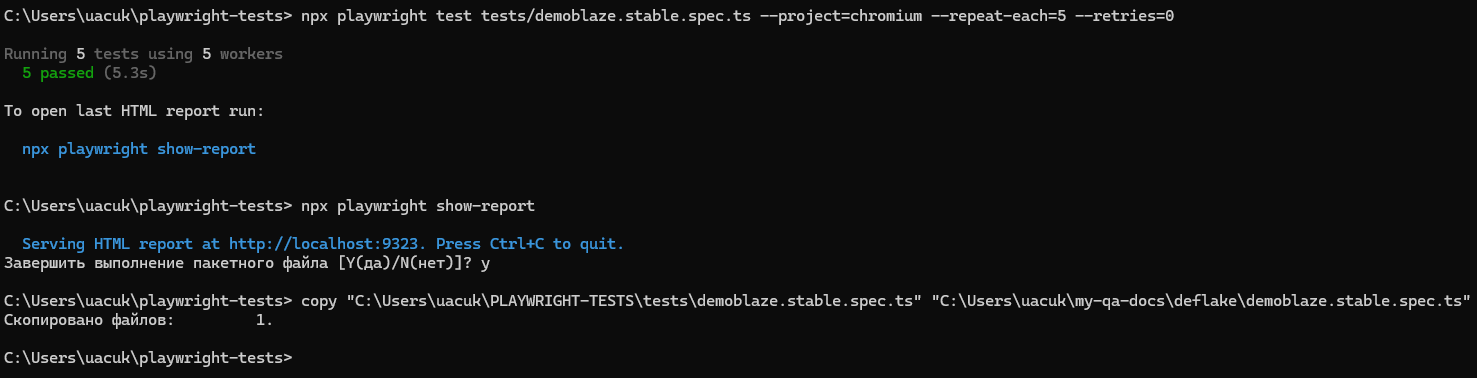 C:\Users\uacuk\playwright-tests> npx playwright test tests/demoblaze.stable.spec.ts --project=chromium --repeat-each=5 --retries=0
Running 5 tests using 5 workers
5 passed (5.3s)
To open last HTML report run:
npx playwright show-report
C:\Users\uacuk\playwright-tests> npx playwright show-report
Serving HTML report at http://localhost:9323. Press Ctrl+C to quit.
Завершить выполнение пакетного файла [Y(да)/N(нет)]? y
C:\Users\uacuk\playwright-tests> copy "C:\Users\uacuk\PLAYWRIGHT-TESTS\tests\demoblaze.stable.spec.ts" "C:\Users\uacuk\my-qa-docs\deflake\demoblaze.stable.spec.ts"
Скопировано файлов:         1.
C:\Users\uacuk\playwright-tests>